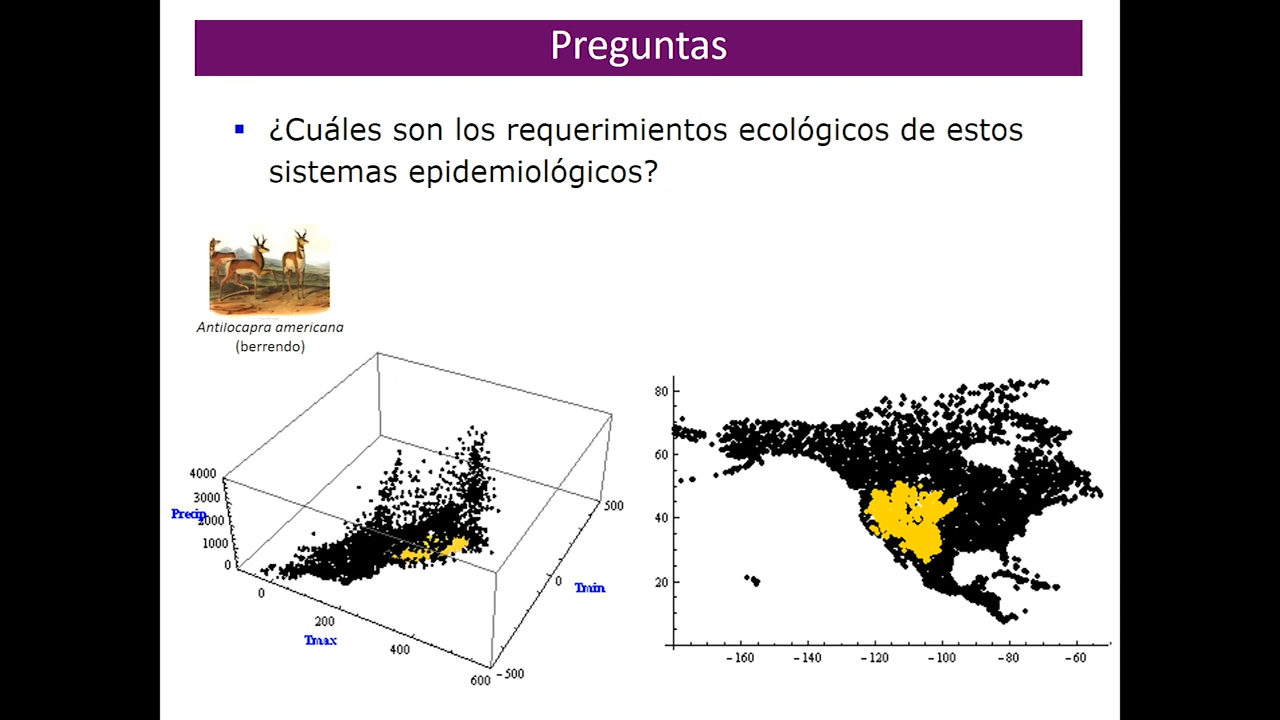 Preguntas
¿Cuáles son los requerimientos ecológicos de estos
sistemas epidemiológicos?
Antilocapra americana
(berrendo)
4000
3000
Precip
2000
1000
0
0
200
Tmax
400
600
-500
0
Tmin
500
80
60
40
20
-160
-140
-120
-100
-80
-60